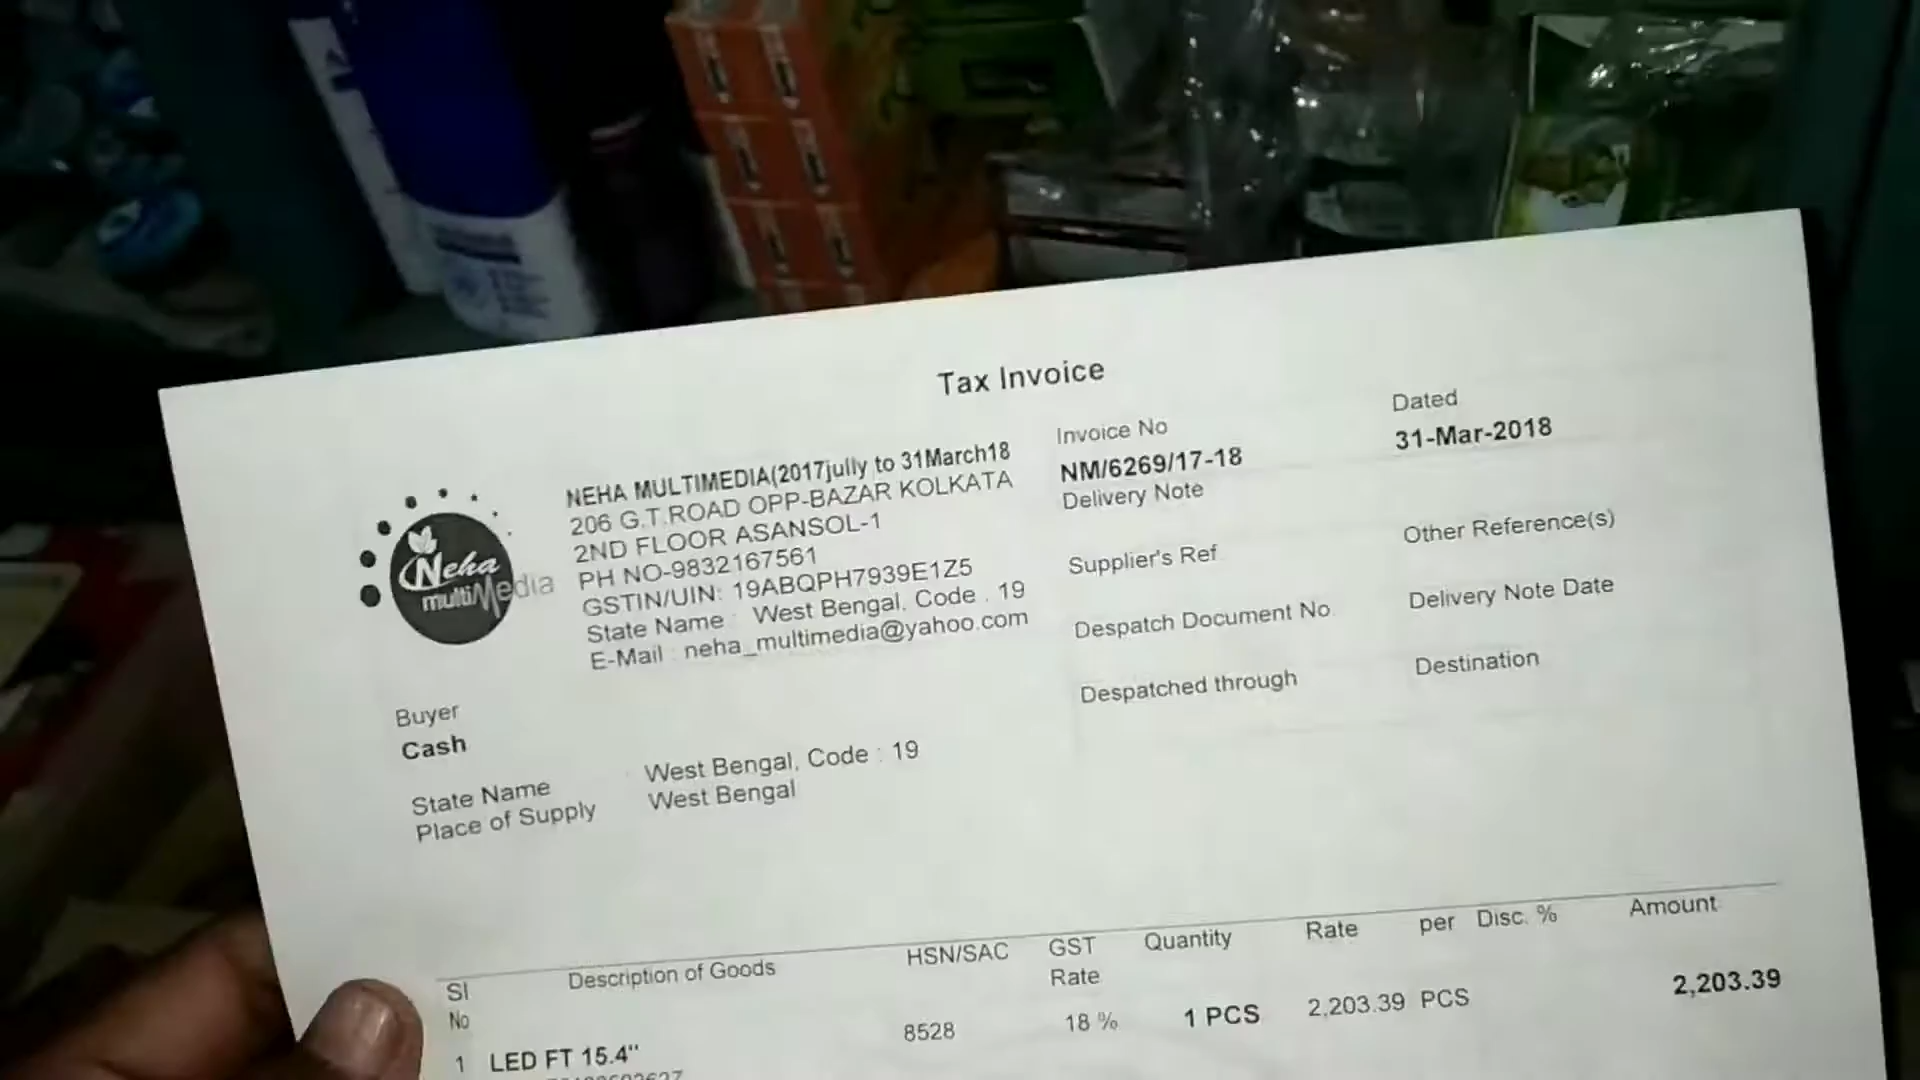 Tax Invoice
Neha
multiMedia
NEHA MULTIMEDIA(2017jully to 31March18
206 G.T.ROAD OPP-BAZAR KOLKATA
2ND FLOOR ASANSOL-1
PH NO-9832167561
GSTIN/UIN: 19ABQPH7939E1Z5
State Name : West Bengal, Code : 19
E-Mail : neha_multimedia@yahoo.com
Invoice No
NM/6269/17-18
Dated
31-Mar-2018
Delivery Note
Supplier's Ref.
Other Reference(s)
Despatch Document No.
Delivery Note Date
Despatched through
Destination
Buyer
Cash
State Name West Bengal, Code : 19
Place of Supply West Bengal
Sl No Description of Goods HSN/SAC GST Rate Quantity Rate per Disc. % Amount
1 LED FT 15.4" 8528 18 % 1 PCS 2,203.39 PCS 2,203.39